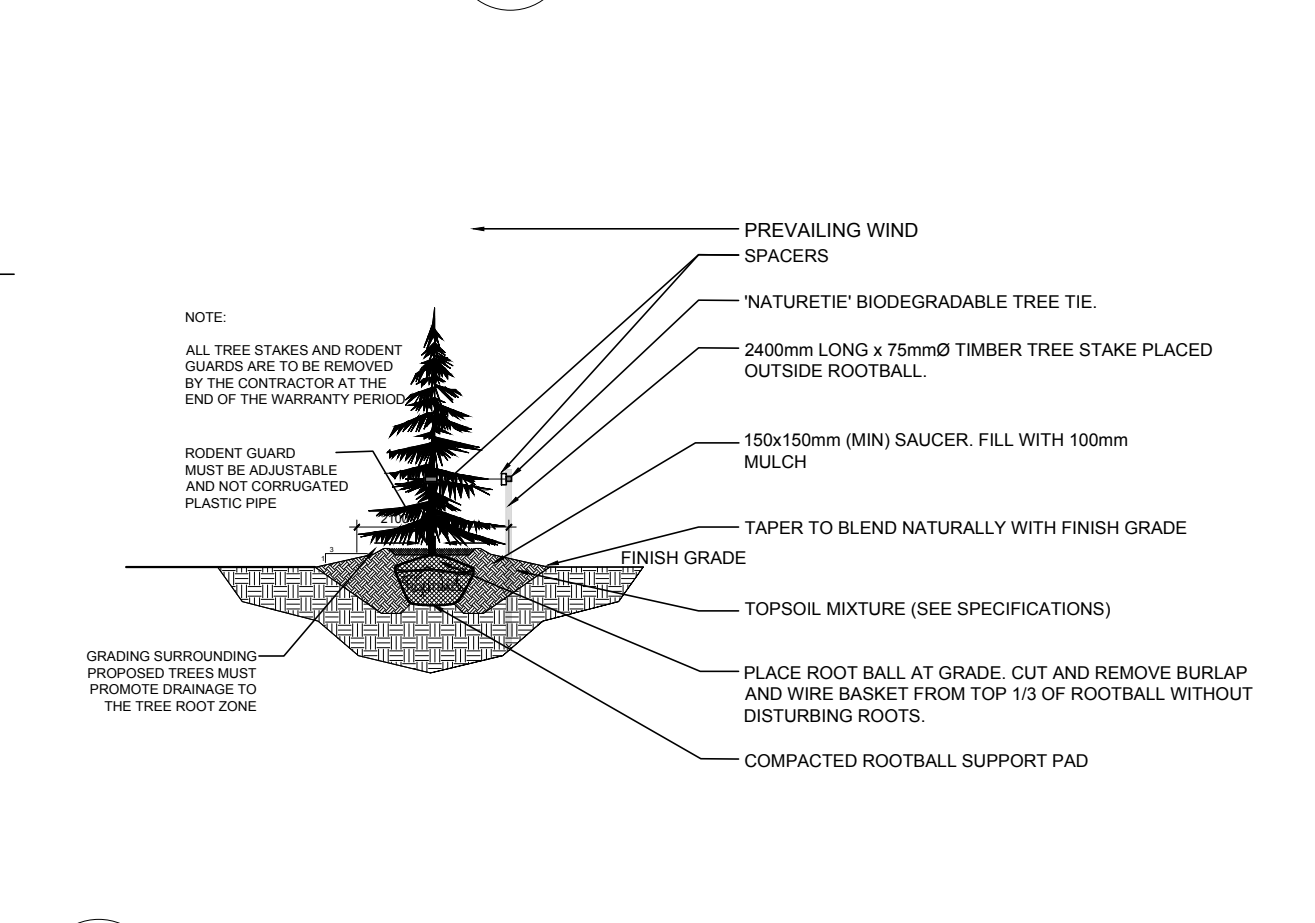 PREVAILING WIND
SPACERS
'NATURETIE' BIODEGRADABLE TREE TIE.
2400mm LONG x 75mmØ TIMBER TREE STAKE PLACED
OUTSIDE ROOTBALL.
150x150mm (MIN) SAUCER. FILL WITH 100mm
MULCH
TAPER TO BLEND NATURALLY WITH FINISH GRADE
FINISH GRADE
TOPSOIL MIXTURE (SEE SPECIFICATIONS)
PLACE ROOT BALL AT GRADE. CUT AND REMOVE BURLAP
AND WIRE BASKET FROM TOP 1/3 OF ROOTBALL WITHOUT
DISTURBING ROOTS.
COMPACTED ROOTBALL SUPPORT PAD
NOTE:
ALL TREE STAKES AND RODENT
GUARDS ARE TO BE REMOVED
BY THE CONTRACTOR AT THE
END OF THE WARRANTY PERIOD
RODENT GUARD
MUST BE ADJUSTABLE
AND NOT CORRUGATED
PLASTIC PIPE
3
1
GRADING SURROUNDING
PROPOSED TREES MUST
PROMOTE DRAINAGE TO
THE TREE ROOT ZONE